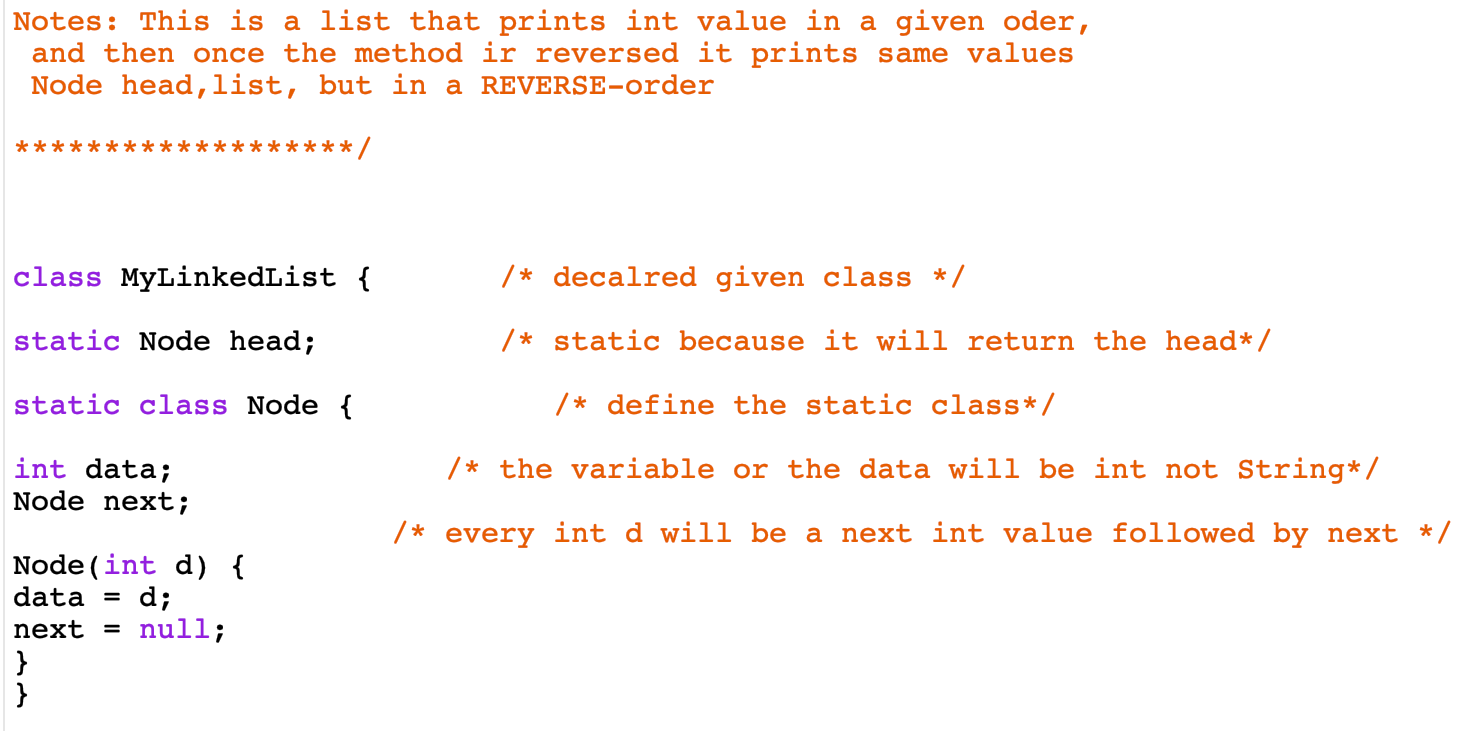 Notes: This is a list that prints int value in a given oder,
and then once the method ir reversed it prints same values
Node head,list, but in a REVERSE-order
*******************/
class MyLinkedList { /* decalred given class */
static Node head; /* static because it will return the head*/
static class Node { /* define the static class*/
int data; /* the variable or the data will be int not String*/
Node next;
/* every int d will be a next int value followed by next */
Node(int d) {
data = d;
next = null;
}
}